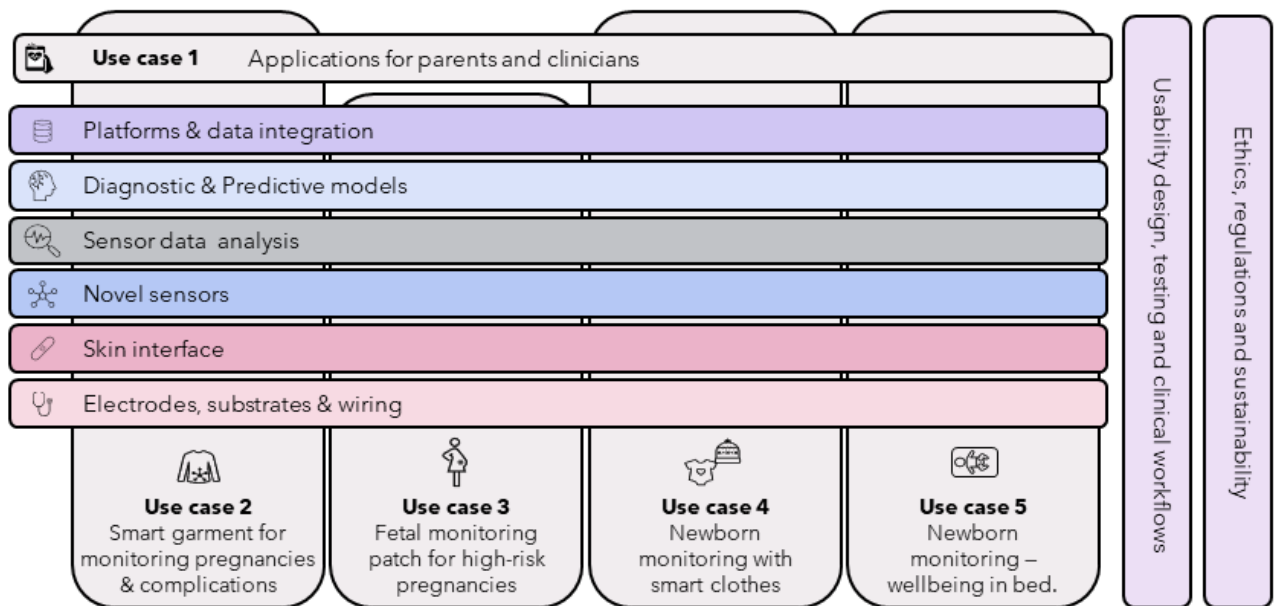 Use case 1 Applications for parents and clinicians
Platforms & data integration
Diagnostic & Predictive models
Sensor data analysis
Novel sensors
Skin interface
Electrodes, substrates & wiring
Use case 2
Smart garment for
monitoring pregnancies
& complications
Use case 3
Fetal monitoring
patch for high-risk
pregnancies
Use case 4
Newborn
monitoring with
smart clothes
Use case 5
Newborn
monitoring –
wellbeing in bed.
Usability design, testing and clinical workflows
Ethics, regulations and sustainability